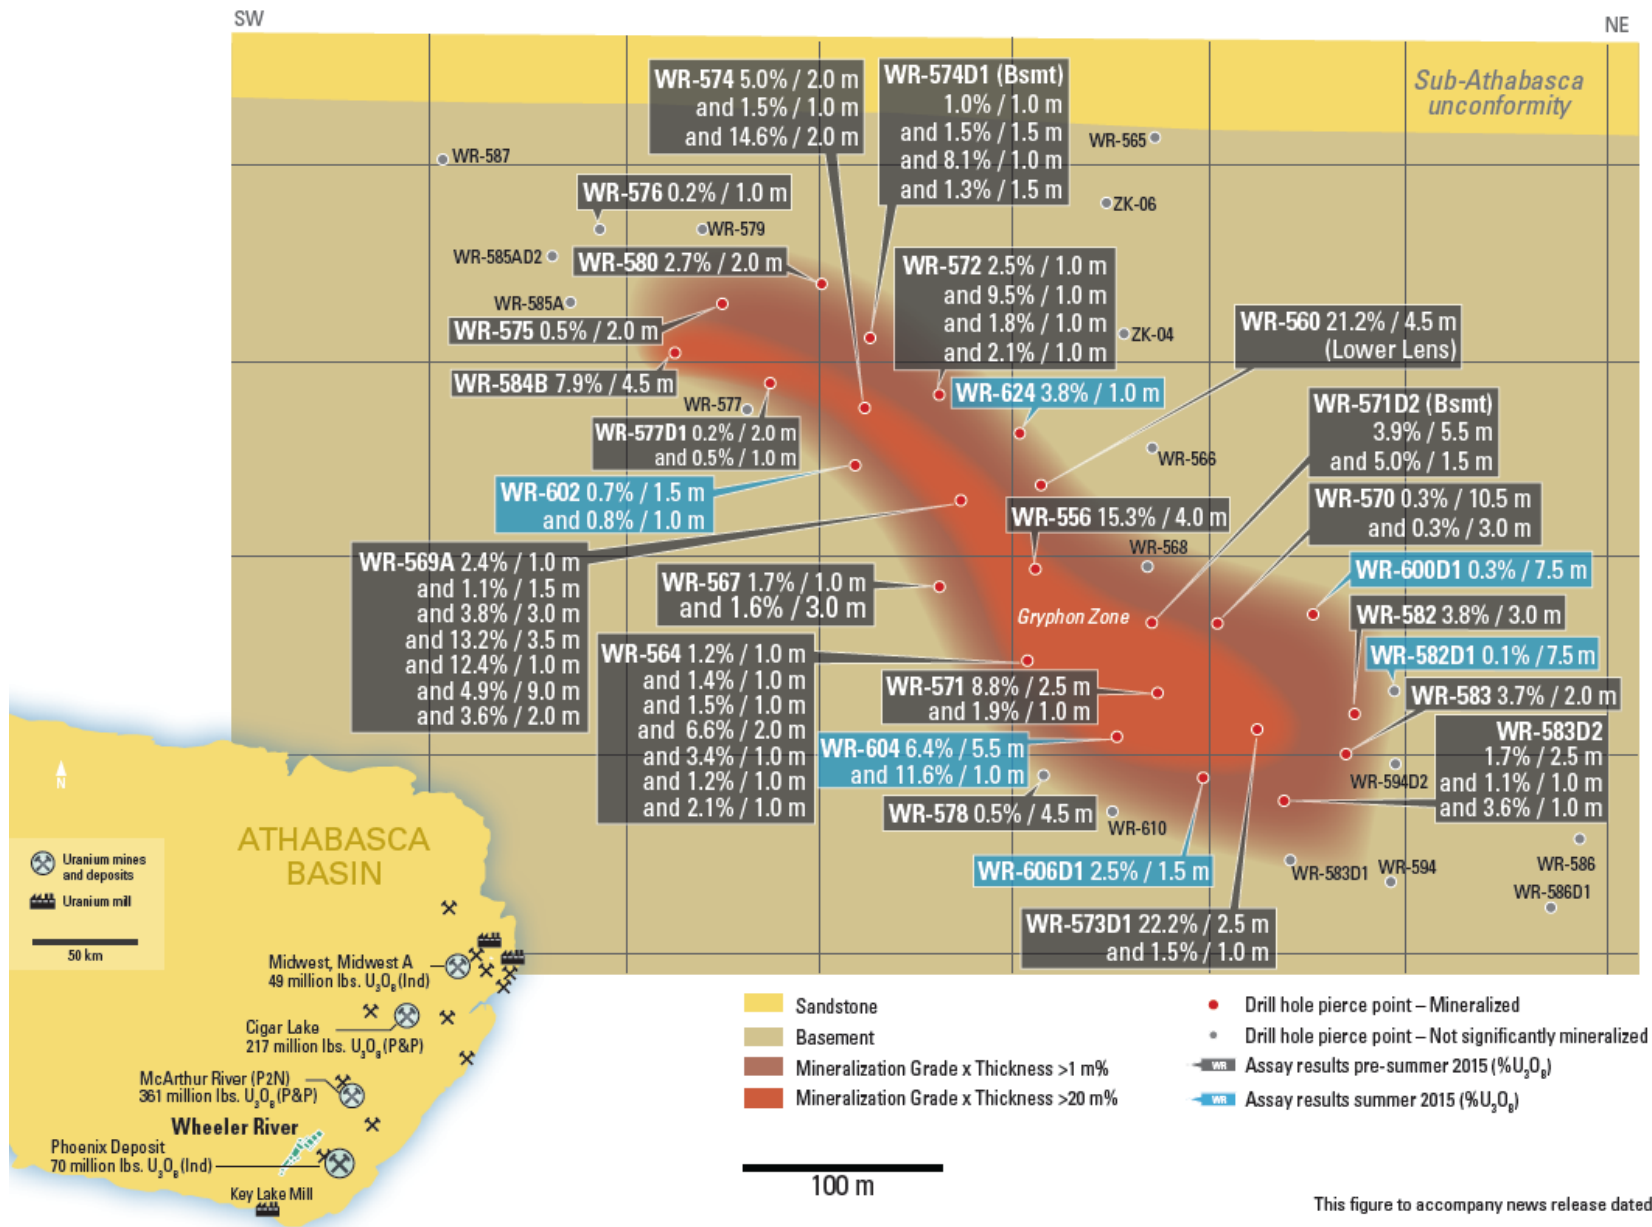 SW
NE
Sub-Athabasca
unconformity
WR-574 5.0% / 2.0 m
and 1.5% / 1.0 m
and 14.6% / 2.0 m
WR-574D1 (Bsmt)
1.0% / 1.0 m
and 1.5% / 1.5 m
and 8.1% / 1.0 m
and 1.3% / 1.5 m
WR-565
WR-587
WR-576 0.2% / 1.0 m
ZK-06
WR-579
WR-585AD2
WR-580 2.7% / 2.0 m
WR-572 2.5% / 1.0 m
and 9.5% / 1.0 m
and 1.8% / 1.0 m
and 2.1% / 1.0 m
WR-585A
WR-575 0.5% / 2.0 m
ZK-04
WR-560 21.2% / 4.5 m
(Lower Lens)
WR-584B 7.9% / 4.5 m
WR-624 3.8% / 1.0 m
WR-577
WR-577D1 0.2% / 2.0 m
and 0.5% / 1.0 m
WR-571D2 (Bsmt)
3.9% / 5.5 m
and 5.0% / 1.5 m
WR-566
WR-602 0.7% / 1.5 m
and 0.8% / 1.0 m
WR-570 0.3% / 10.5 m
and 0.3% / 3.0 m
WR-556 15.3% / 4.0 m
WR-568
WR-569A 2.4% / 1.0 m
and 1.1% / 1.5 m
and 3.8% / 3.0 m
and 13.2% / 3.5 m
and 12.4% / 1.0 m
and 4.9% / 9.0 m
and 3.6% / 2.0 m
WR-567 1.7% / 1.0 m
and 1.6% / 3.0 m
WR-600D1 0.3% / 7.5 m
Gryphon Zone
WR-582 3.8% / 3.0 m
WR-564 1.2% / 1.0 m
and 1.4% / 1.0 m
and 1.5% / 1.0 m
and 6.6% / 2.0 m
and 3.4% / 1.0 m
and 1.2% / 1.0 m
and 2.1% / 1.0 m
WR-582D1 0.1% / 7.5 m
WR-571 8.8% / 2.5 m
and 1.9% / 1.0 m
WR-583 3.7% / 2.0 m
WR-583D2
1.7% / 2.5 m
and 1.1% / 1.0 m
and 3.6% / 1.0 m
WR-604 6.4% / 5.5 m
and 11.6% / 1.0 m
WR-594D2
WR-578 0.5% / 4.5 m
WR-610
WR-606D1 2.5% / 1.5 m
WR-583D1
WR-594
WR-586
WR-586D1
WR-573D1 22.2% / 2.5 m
and 1.5% / 1.0 m
N
ATHABASCA
BASIN
Uranium mines
and deposits
Uranium mill
50 km
Midwest, Midwest A
49 million lbs. U₃O₈ (Ind)
Cigar Lake
217 million lbs. U₃O₈ (P&P)
McArthur River (P2N)
361 million lbs. U₃O₈ (P&P)
Wheeler River
Phoenix Deposit
70 million lbs. U₃O₈ (Ind)
Key Lake Mill
Sandstone
Basement
Mineralization Grade x Thickness >1 m%
Mineralization Grade x Thickness >20 m%
Drill hole pierce point – Mineralized
Drill hole pierce point – Not significantly mineralized
WR Assay results pre-summer 2015 (%U₃O₈)
WR Assay results summer 2015 (%U₃O₈)
100 m
This figure to accompany news release dated